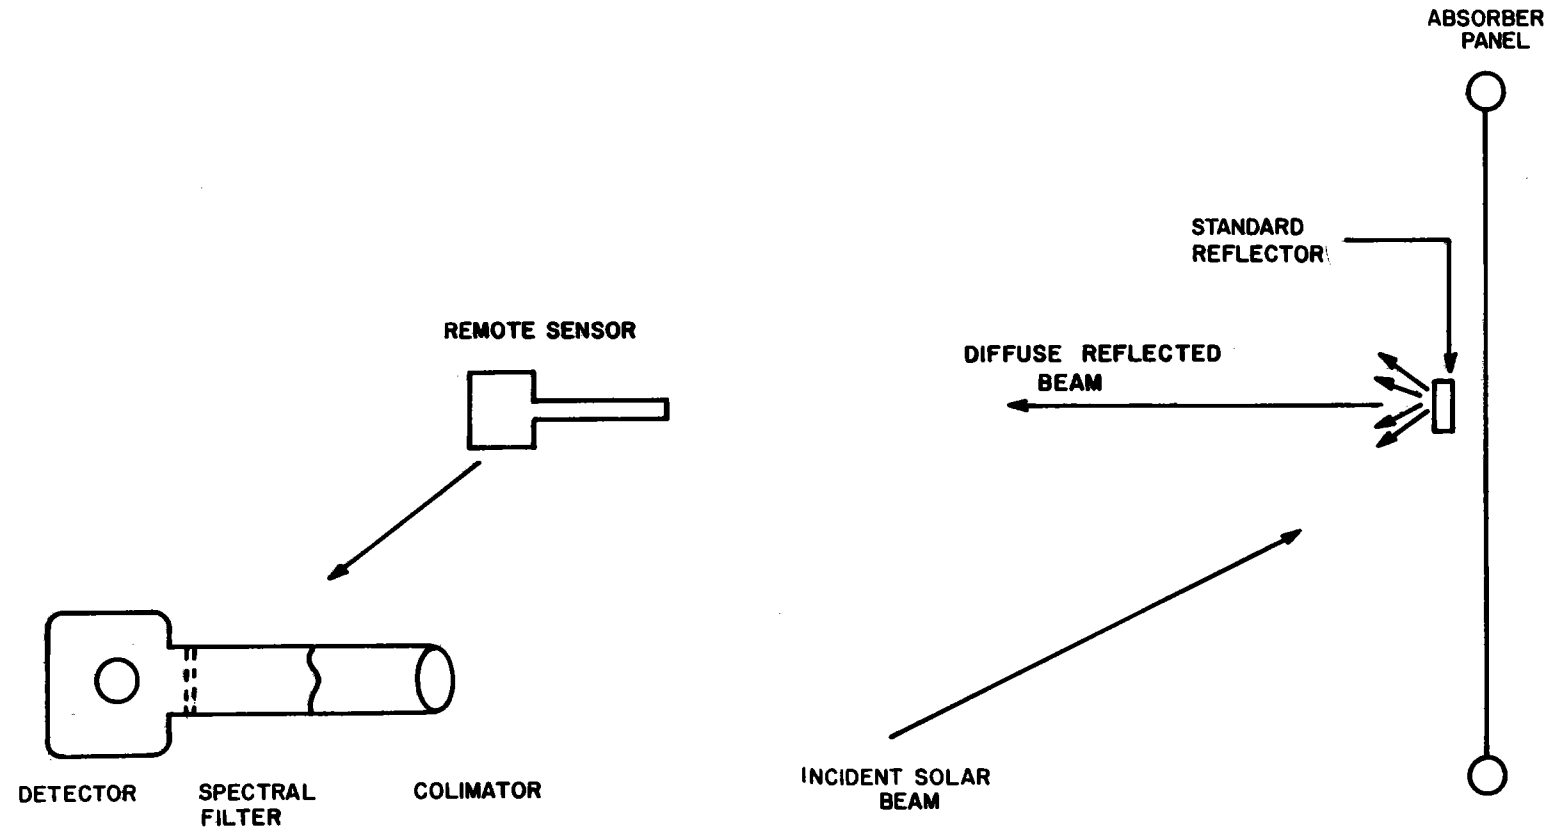 ABSORBER
PANEL
STANDARD
REFLECTOR
REMOTE SENSOR
DIFFUSE REFLECTED
BEAM
INCIDENT SOLAR
BEAM
DETECTOR
SPECTRAL
FILTER
COLIMATOR